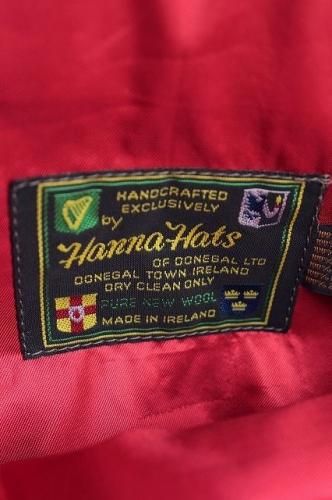 HANDCRAFTED
EXCLUSIVELY
by
Hanna Hats
OF DONEGAL LTD
DONEGAL TOWN IRELAND
DRY CLEAN ONLY
PURE NEW WOOL
MADE IN IRELAND